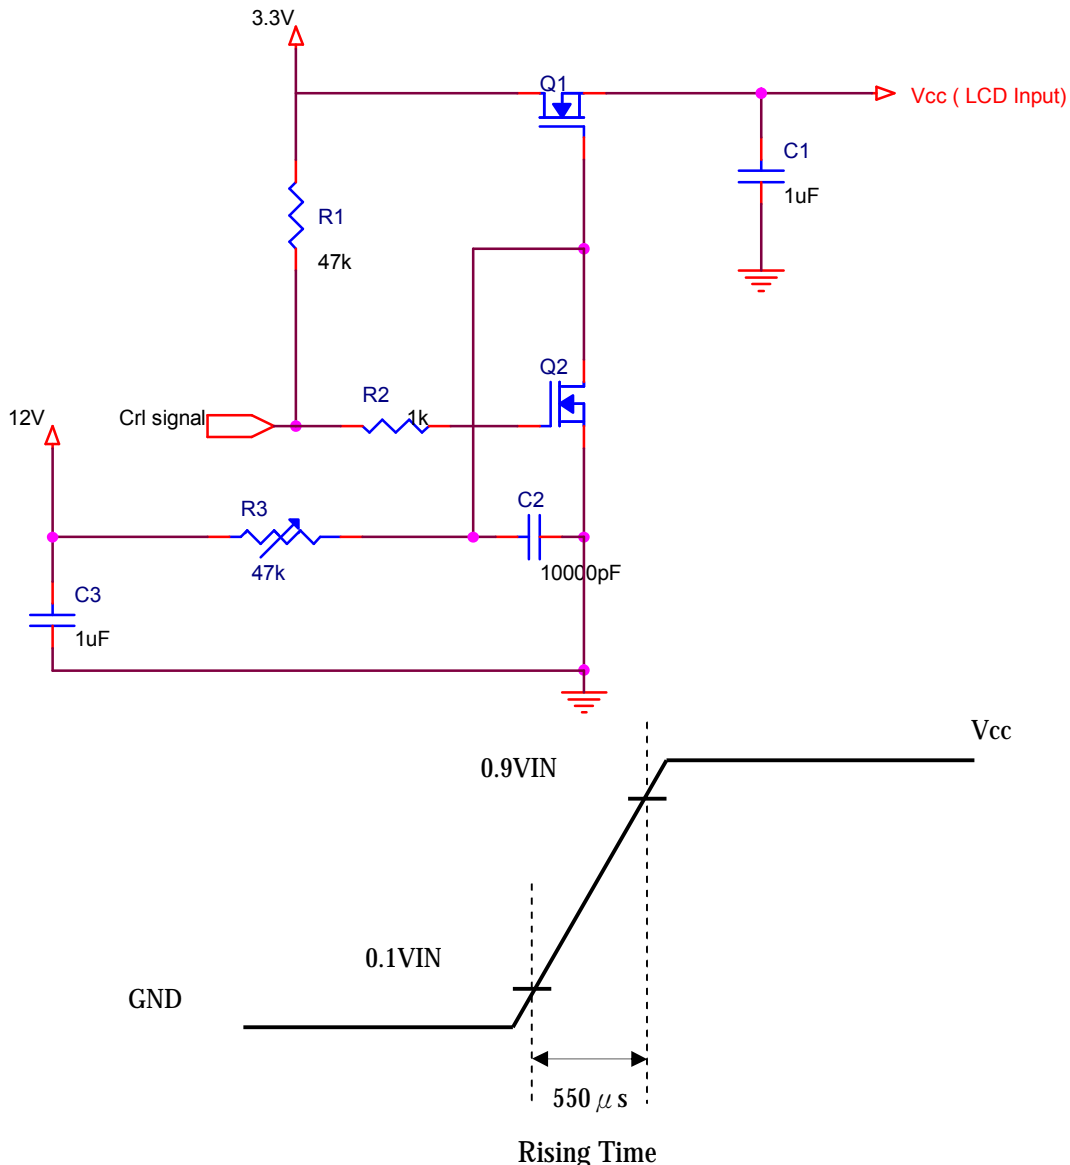 3.3V
Q1
Vcc ( LCD Input)
C1
1uF
R1
47k
Q2
R2
1k
12V
Crl signal
R3
47k
C2
10000pF
C3
1uF
Vcc
0.9VIN
0.1VIN
GND
550 μ s
Rising Time